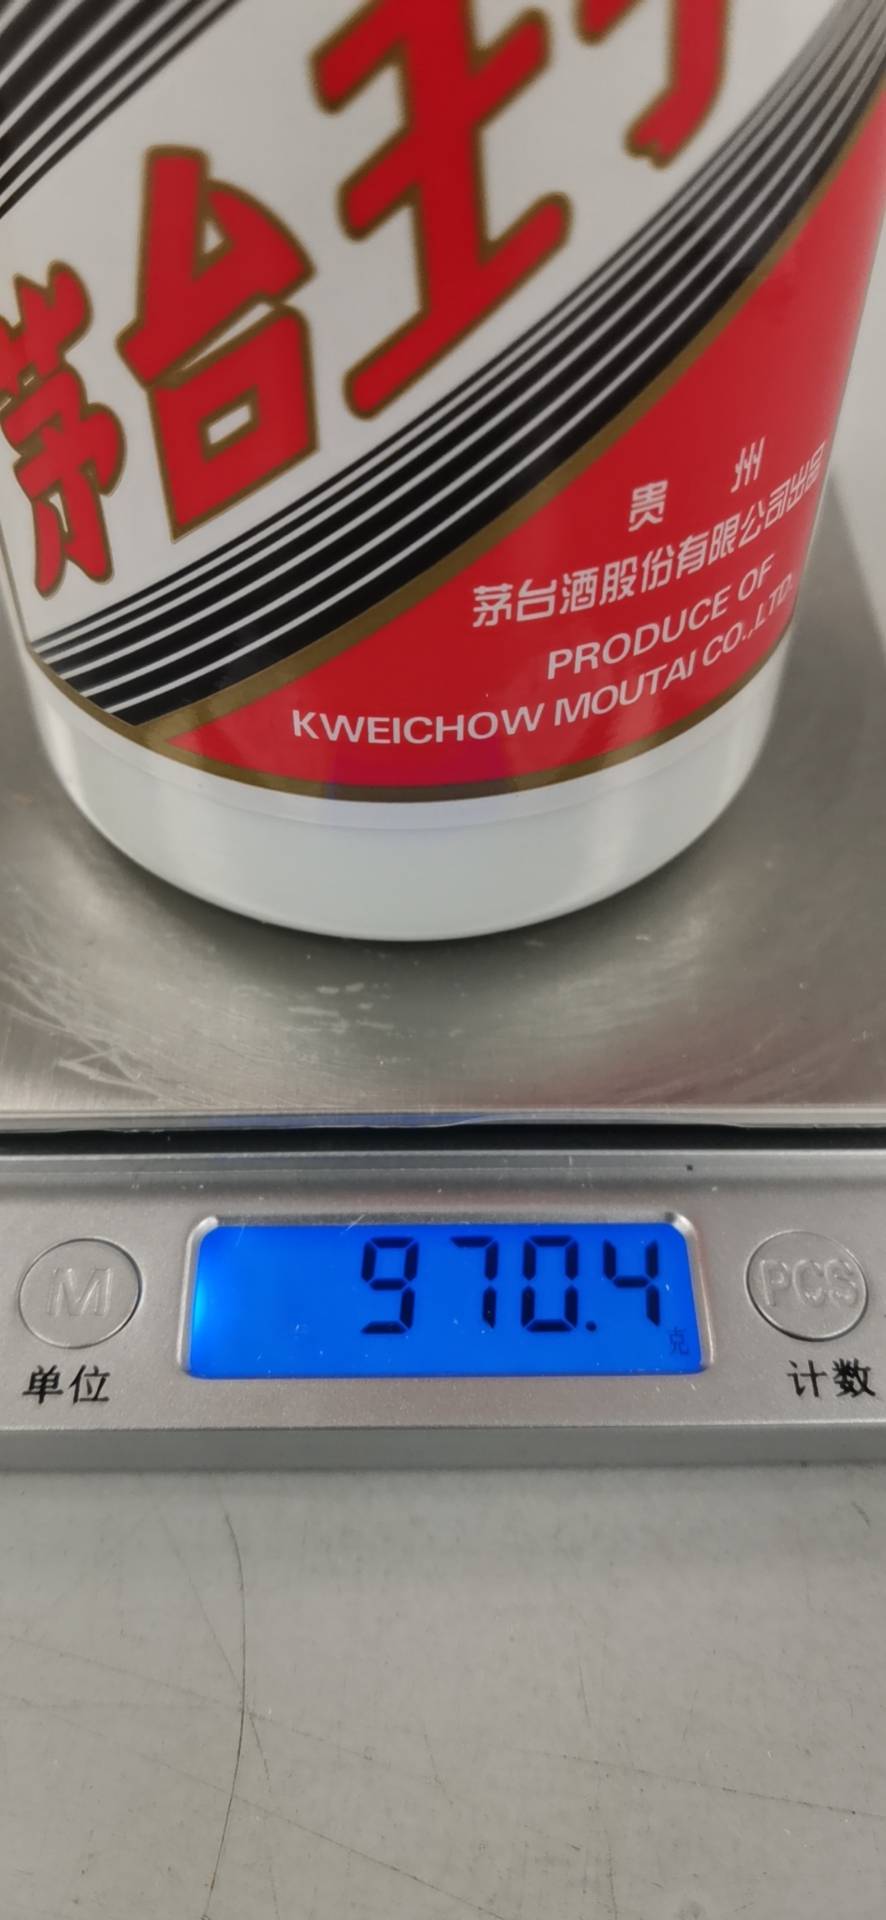 茅台王
贵州
茅台酒股份有限公司出品
PRODUCE OF
KWEICHOW MOUTAI CO.,LTD.
970.4
克
M
PCS
单位
计数